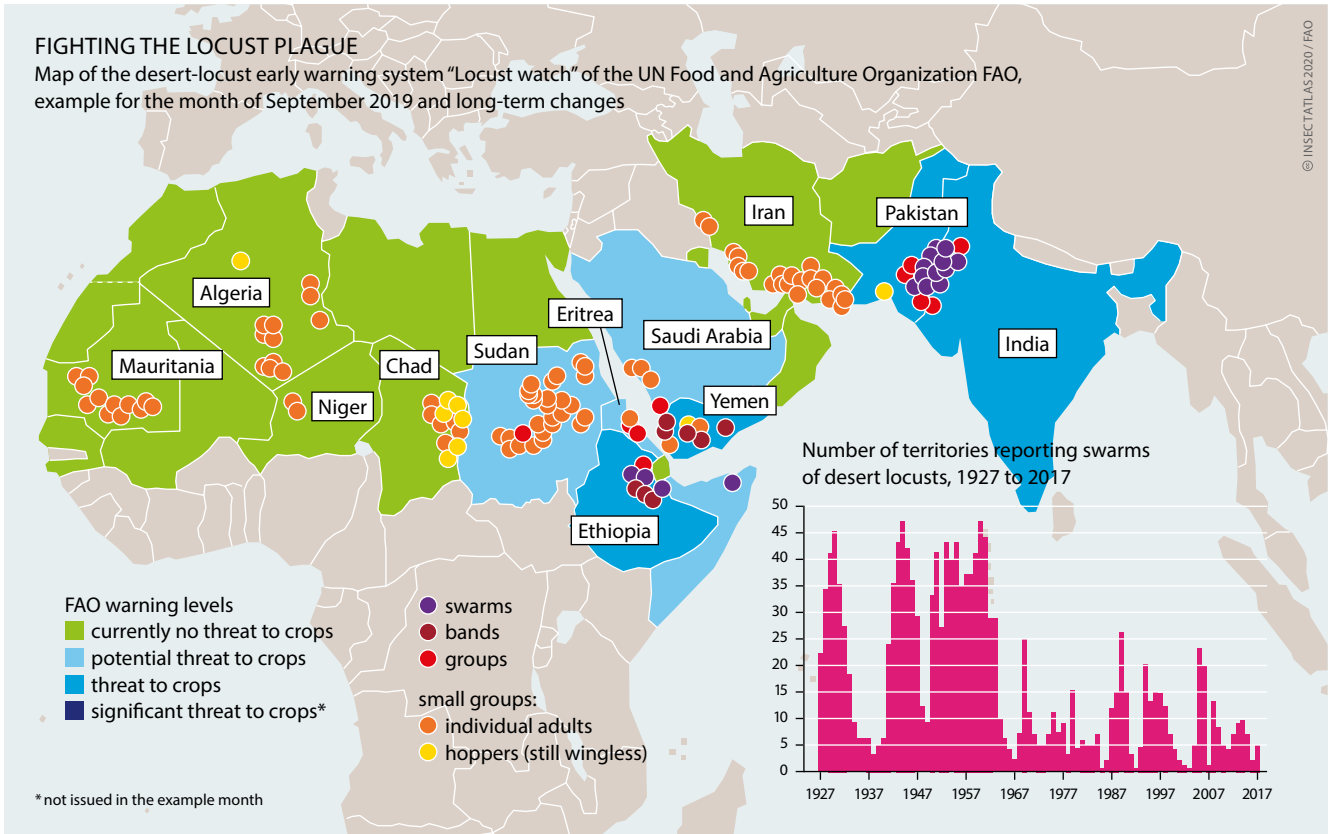 FIGHTING THE LOCUST PLAGUE
Map of the desert-locust early warning system “Locust watch” of the UN Food and Agriculture Organization FAO,
example for the month of September 2019 and long-term changes
INSECT ATLAS 2020 / FAO
Iran
Pakistan
Algeria
Eritrea
Saudi Arabia
India
Mauritania
Chad
Sudan
Niger
Yemen
Ethiopia
FAO warning levels
currently no threat to crops
potential threat to crops
threat to crops
significant threat to crops*
swarms
bands
groups
small groups:
individual adults
hoppers (still wingless)
* not issued in the example month
Number of territories reporting swarms
of desert locusts, 1927 to 2017
50
45
40
35
30
25
20
15
10
5
0
1927 1937 1947 1957 1967 1977 1987 1997 2007 2017